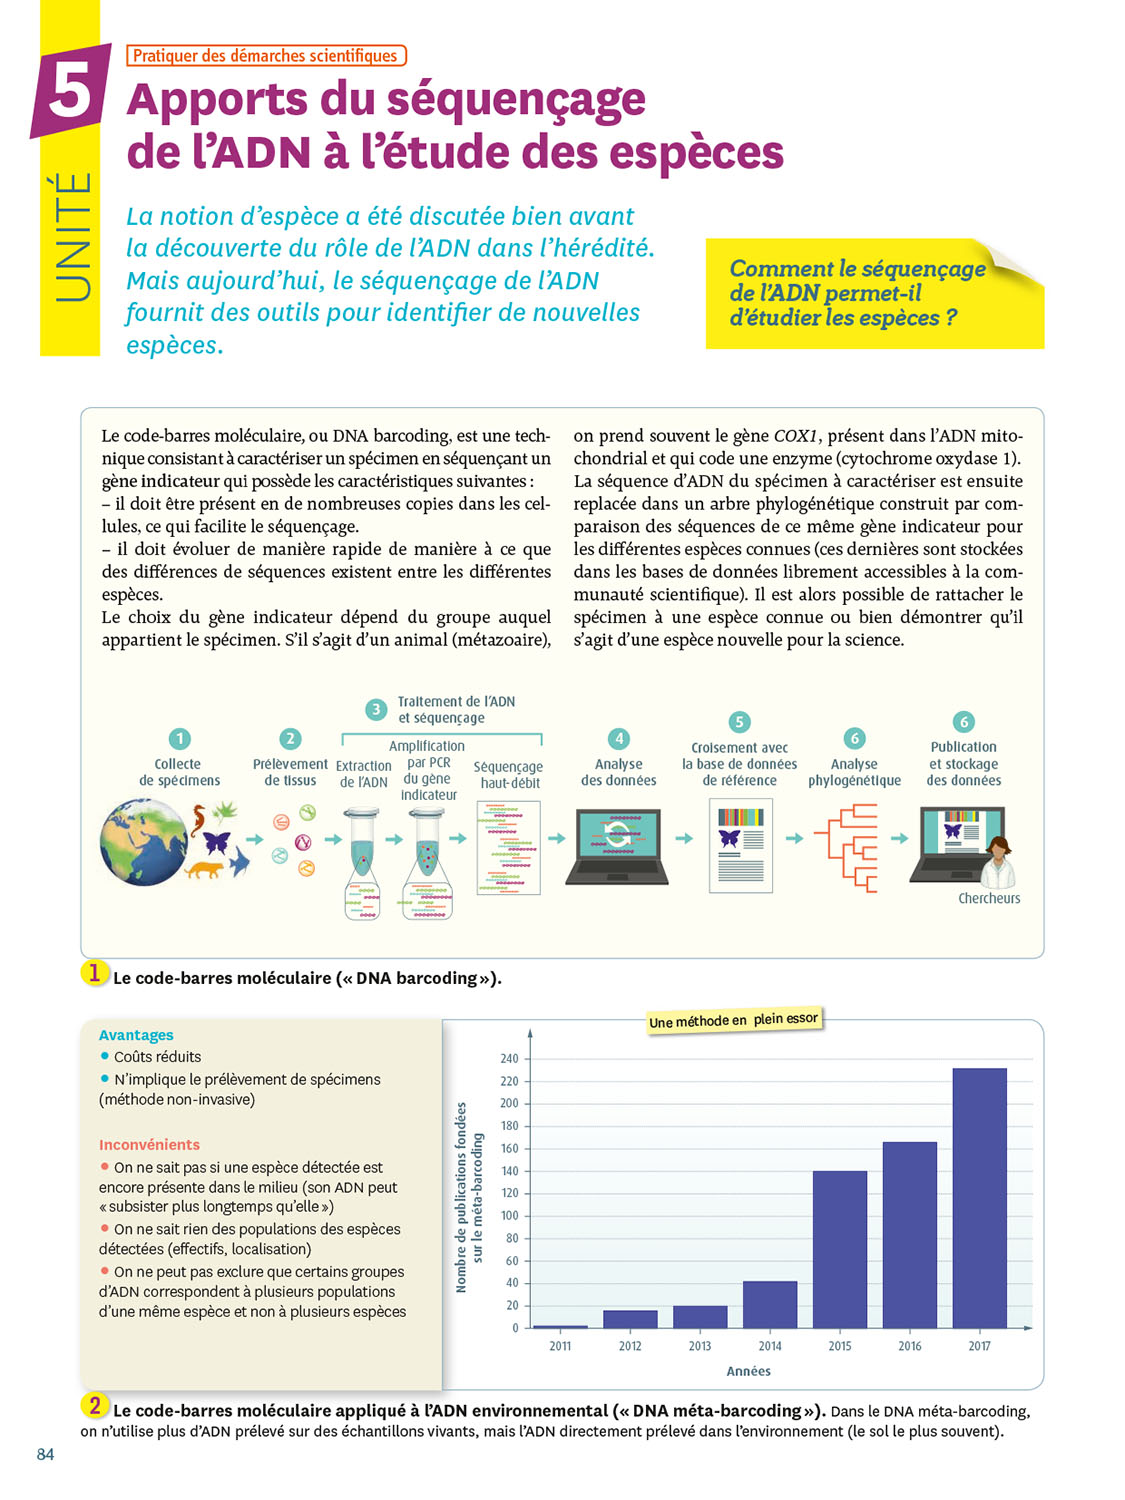 Pratiquer des démarches scientifiques
5
UNITÉ
Apports du séquençage
de l'ADN à l'étude des espèces
La notion d'espèce a été discutée bien avant
la découverte du rôle de l'ADN dans l'hérédité.
Mais aujourd'hui, le séquençage de l'ADN
fournit des outils pour identifier de nouvelles
espèces.
Comment le séquençage
de l'ADN permet-il
d'étudier les espèces ?
Le code-barres moléculaire, ou DNA barcoding, est une tech-
nique consistant à caractériser un spécimen en séquençant un
gène indicateur qui possède les caractéristiques suivantes :
– il doit être présent en de nombreuses copies dans les cel-
lules, ce qui facilite le séquençage.
– il doit évoluer de manière rapide de manière à ce que
des différences de séquences existent entre les différentes
espèces.
Le choix du gène indicateur dépend du groupe auquel
appartient le spécimen. S'il s'agit d'un animal (métazoaire),
on prend souvent le gène COX1, présent dans l'ADN mito-
chondrial et qui code une enzyme (cytochrome oxydase 1).
La séquence d'ADN du spécimen à caractériser est ensuite
replacée dans un arbre phylogénétique construit par com-
paraison des séquences de ce même gène indicateur pour
les différentes espèces connues (ces dernières sont stockées
dans les bases de données librement accessibles à la com-
munauté scientifique). Il est alors possible de rattacher le
spécimen à une espèce connue ou bien démontrer qu'il
s'agit d'une espèce nouvelle pour la science.
1
Collecte
de spécimens
2
Prélèvement
de tissus
3
Traitement de l'ADN
et séquençage
Extraction
de l'ADN
Amplification
par PCR
du gène
indicateur
Séquençage
haut-débit
4
Analyse
des données
5
Croisement avec
la base de données
de référence
6
Analyse
phylogénétique
6
Publication
et stockage
des données
Chercheurs
1 Le code-barres moléculaire (« DNA barcoding »).
Avantages
• Coûts réduits
• N'implique le prélèvement de spécimens
(méthode non-invasive)
Inconvénients
• On ne sait pas si une espèce détectée est
encore présente dans le milieu (son ADN peut
« subsister plus longtemps qu'elle »)
• On ne sait rien des populations des espèces
détectées (effectifs, localisation)
• On ne peut pas exclure que certains groupes
d'ADN correspondent à plusieurs populations
d'une même espèce et non à plusieurs espèces
Une méthode en plein essor
Nombre de publications fondées
sur le méta-barcoding
240
220
200
180
160
140
120
100
80
60
40
20
0
2011 2012 2013 2014 2015 2016 2017
Années
2 Le code-barres moléculaire appliqué à l'ADN environnemental (« DNA méta-barcoding »). Dans le DNA méta-barcoding,
on n'utilise plus d'ADN prélevé sur des échantillons vivants, mais l'ADN directement prélevé dans l'environnement (le sol le plus souvent).
84